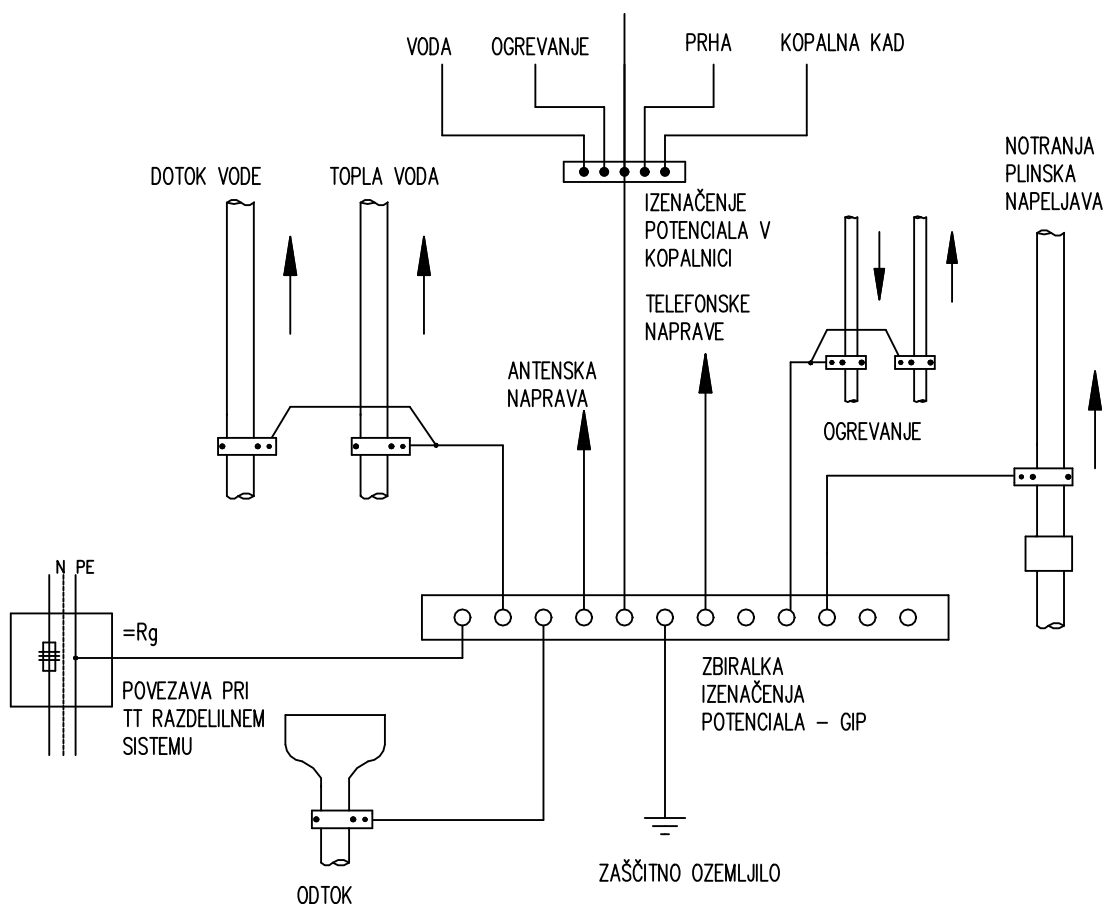 VODA
OGREVANJE
PRHA
KOPALNA KAD
NOTRANJA
PLINSKA
NAPELJAVA
DOTOK VODE
TOPLA VODA
IZENAČENJE
POTENCIALA V
KOPALNICI
TELEFONSKE
NAPRAVE
ANTENSKA
NAPRAVA
OGREVANJE
N PE
=Rg
POVEZAVA PRI
TT RAZDELILNEM
SISTEMU
ZBIRALKA
IZENAČENJA
POTENCIALA – GIP
ZAŠČITNO OZEMLJILO
ODTOK